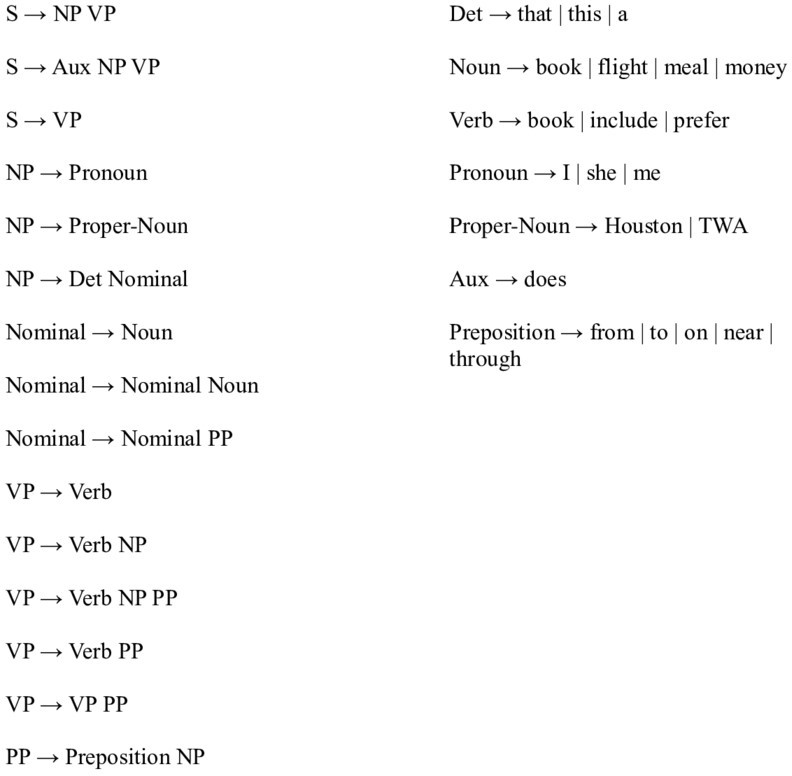 S → NP VP
S → Aux NP VP
S → VP
NP → Pronoun
NP → Proper-Noun
NP → Det Nominal
Nominal → Noun
Nominal → Nominal Noun
Nominal → Nominal PP
VP → Verb
VP → Verb NP
VP → Verb NP PP
VP → Verb PP
VP → VP PP
PP → Preposition NP
Det → that | this | a
Noun → book | flight | meal | money
Verb → book | include | prefer
Pronoun → I | she | me
Proper-Noun → Houston | TWA
Aux → does
Preposition → from | to | on | near |
through